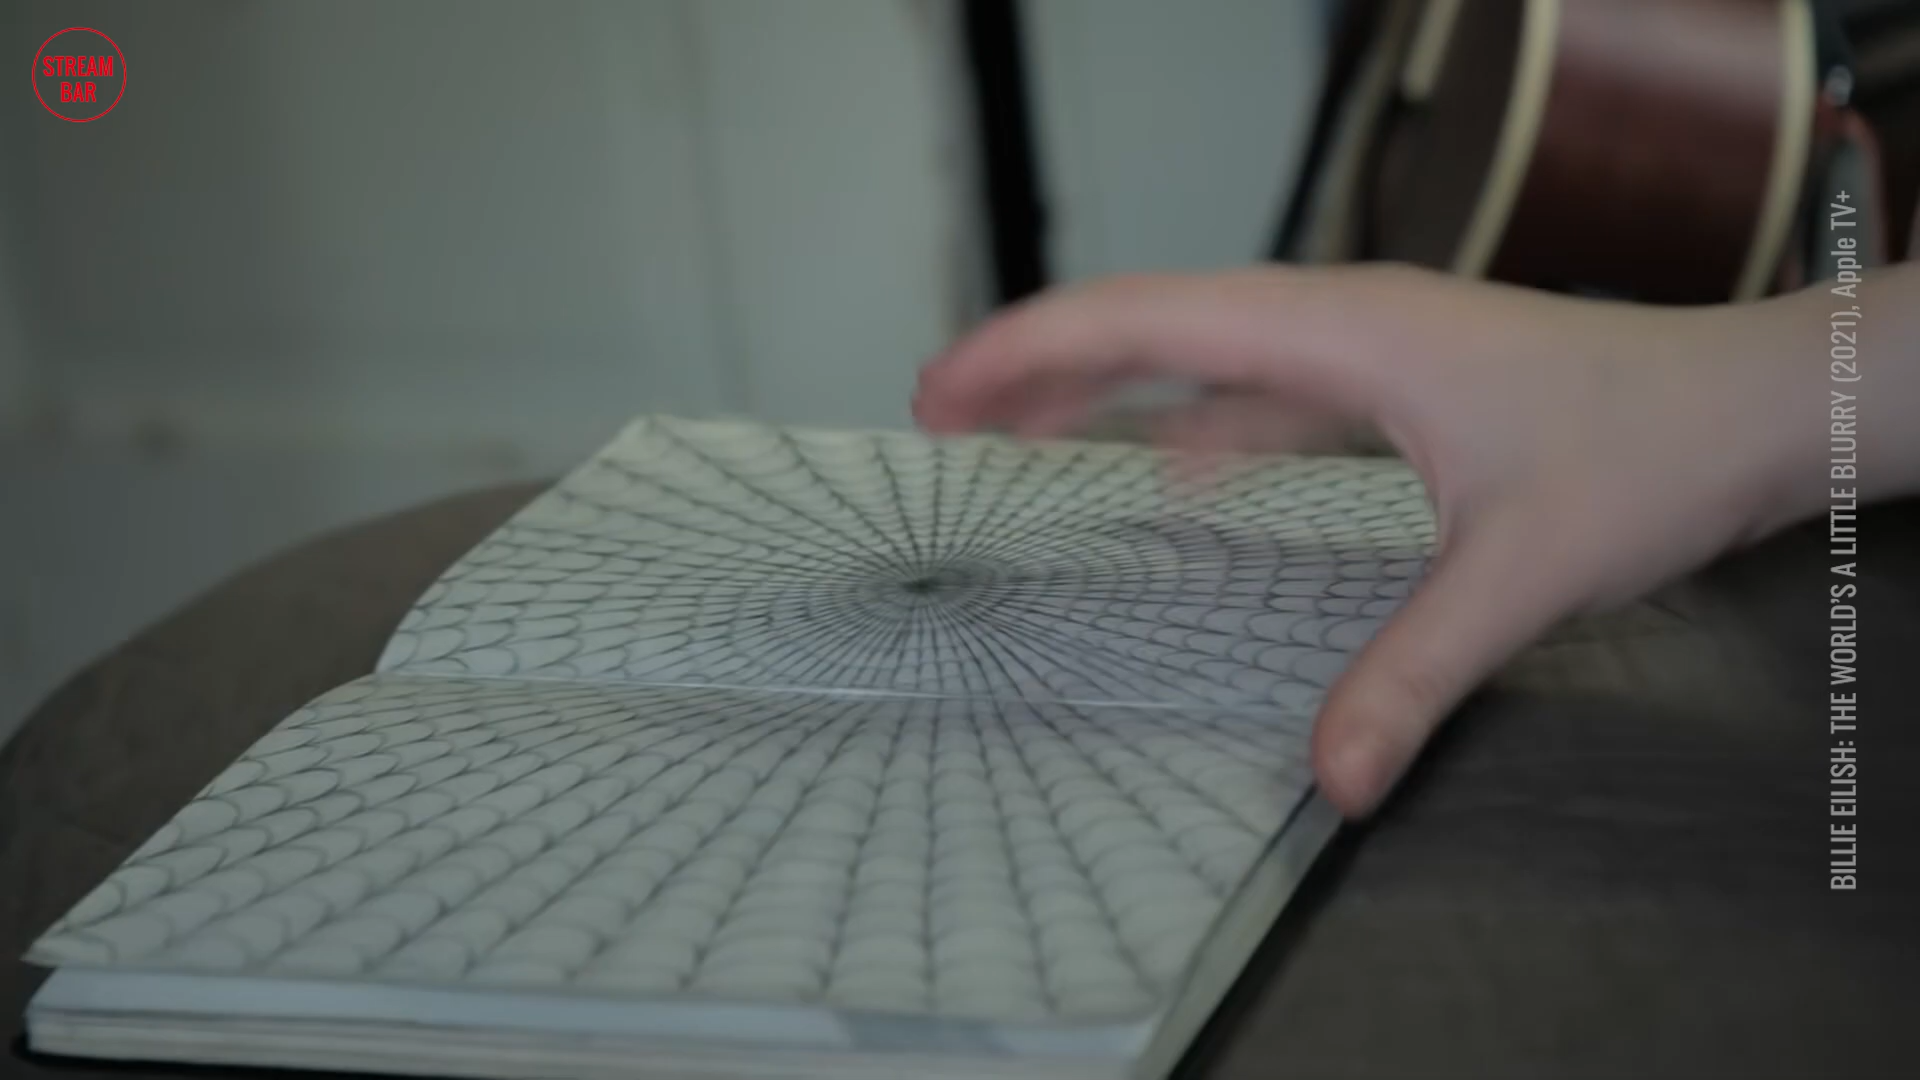 STREAM
BAR
BILLIE EILISH: THE WORLD'S A LITTLE BLURRY (2021), Apple TV+